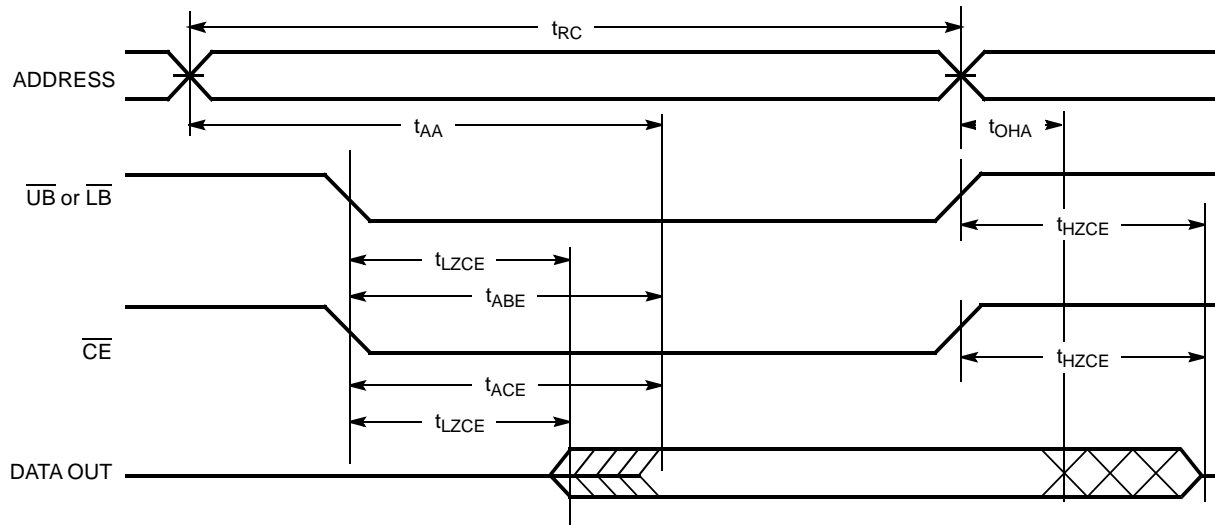 tRC
ADDRESS
tAA
tOHA
UB or LB
tHZCE
tLZCE
tABE
CE
tHZCE
tACE
tLZCE
DATA OUT